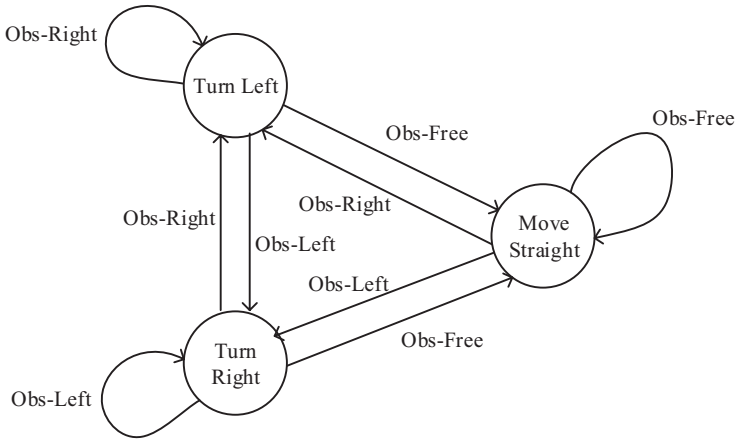 Obs-Right
Turn Left
Obs-Free
Obs-Free
Obs-Right
Obs-Right
Move
Straight
Obs-Left
Obs-Left
Obs-Free
Turn
Right
Obs-Left